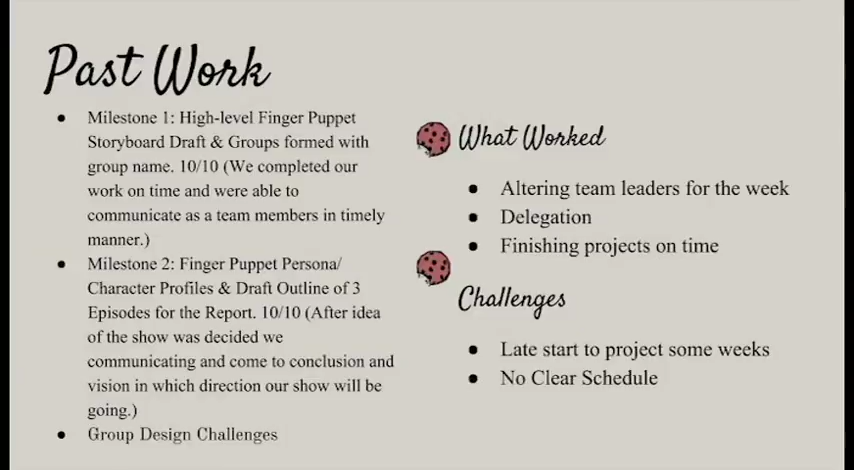 Past Work
● Milestone 1: High-level Finger Puppet
Storyboard Draft & Groups formed with
group name. 10/10 (We completed our
work on time and were able to
communicate as a team members in timely
manner.)
● Milestone 2: Finger Puppet Persona/
Character Profiles & Draft Outline of 3
Episodes for the Report. 10/10 (After idea
of the show was decided we
communicating and come to conclusion and
vision in which direction our show will be
going.)
● Group Design Challenges
What Worked
● Altering team leaders for the week
● Delegation
● Finishing projects on time
Challenges
● Late start to project some weeks
● No Clear Schedule